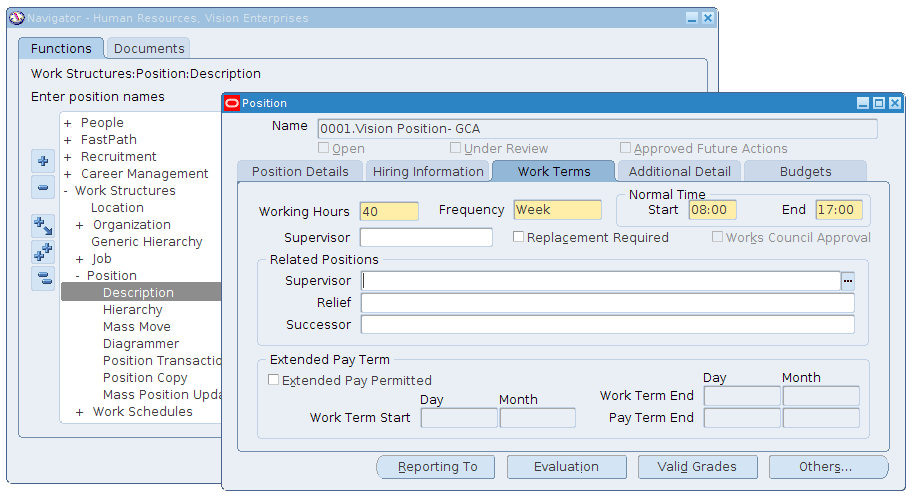 Navigator - Human Resources, Vision Enterprises
Functions Documents
Work Structures:Position:Description
Enter position names
+ People
+ FastPath
+ Recruitment
+ Career Management
- Work Structures
Location
+ Organization
Generic Hierarchy
+ Job
- Position
Description
Hierarchy
Mass Move
Diagrammer
Position Transactio
Position Copy
Mass Position Upda
+ Work Schedules
Position
Name 0001.Vision Position- GCA
Open Under Review Approved Future Actions
Position Details Hiring Information Work Terms Additional Detail Budgets
Normal Time
Working Hours 40 Frequency Week Start 08:00 End 17:00
Supervisor Replacement Required Works Council Approval
Related Positions
Supervisor ...
Relief
Successor
Extended Pay Term
Extended Pay Permitted
Day Month
Work Term End
Day Month
Work Term Start Pay Term End
Reporting To Evaluation Valid Grades Others...